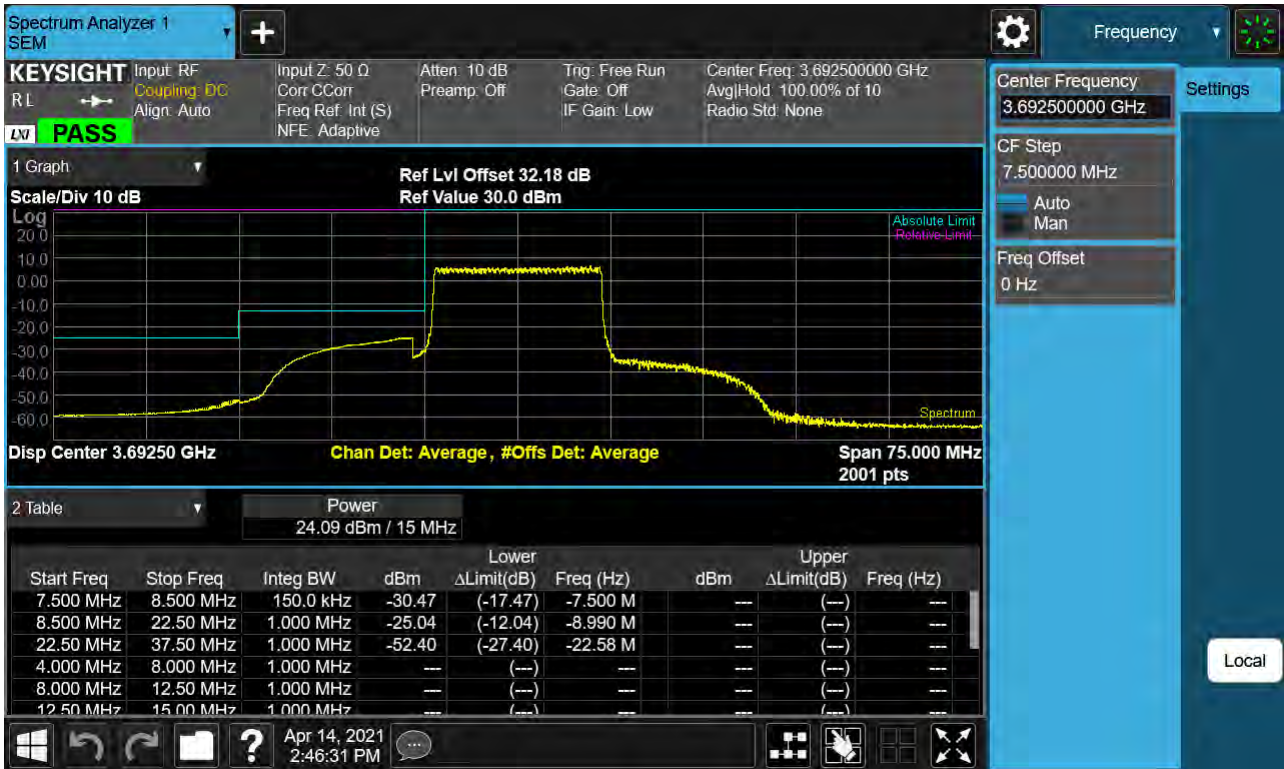 Spectrum Analyzer 1
SEM
Frequency
KEYSIGHT
R L
LXI
PASS
Input: RF
Coupling: DC
Align: Auto
Input Z: 50 Ω
Corr CCorr
Freq Ref: Int (S)
NFE: Adaptive
Atten: 10 dB
Preamp: Off
Trig: Free Run
Gate: Off
IF Gain: Low
Center Freq: 3.692500000 GHz
Avg|Hold: 100.00% of 10
Radio Std: None
Center Frequency
3.692500000 GHz
Settings
CF Step
7.500000 MHz
Auto
Man
Freq Offset
0 Hz
Local
1 Graph
Ref Lvl Offset 32.18 dB
Scale/Div 10 dB
Ref Value 30.0 dBm
Log
Absolute Limit
Relative Limit
20.0
10.0
0.00
-10.0
-20.0
-30.0
-40.0
-50.0
-60.0
Spectrum
Disp Center 3.69250 GHz
Chan Det: Average, #Offs Det: Average
Span 75.000 MHz
2001 pts
2 Table
Power
24.09 dBm / 15 MHz
Lower Upper
Start Freq Stop Freq Integ BW dBm ΔLimit(dB) Freq (Hz) dBm ΔLimit(dB) Freq (Hz)
7.500 MHz 8.500 MHz 150.0 kHz -30.47 (-17.47) -7.500 M --- (---) ---
8.500 MHz 22.50 MHz 1.000 MHz -25.04 (-12.04) -8.990 M --- (---) ---
22.50 MHz 37.50 MHz 1.000 MHz -52.40 (-27.40) -22.58 M --- (---) ---
4.000 MHz 8.000 MHz 1.000 MHz --- (---) --- --- (---) ---
8.000 MHz 12.50 MHz 1.000 MHz --- (---) --- --- (---) ---
12.50 MHz 15.00 MHz 1.000 MHz --- (---) --- --- (---) ---
Apr 14, 2021
2:46:31 PM